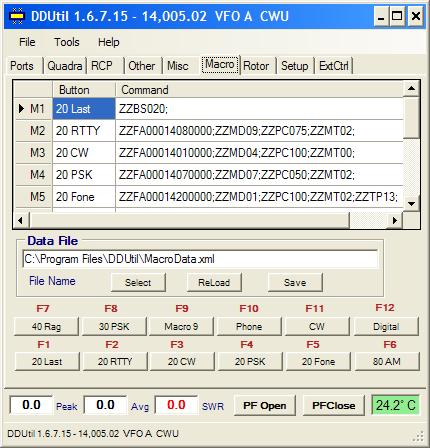 DDUtil 1.6.7.15 - 14,005.02 VFO A CWU
File Tools Help
Ports Quadra RCP Other Misc Macro Rotor Setup ExtCtrl
Button Command
M1 20 Last ZZBS020;
M2 20 RTTY ZZFA00014080000;ZZMD09;ZZPC075;ZZMT02;
M3 20 CW ZZFA00014010000;ZZMD04;ZZPC100;ZZMT00;
M4 20 PSK ZZFA00014070000;ZZMD07;ZZPC050;ZZMT02;
M5 20 Fone ZZFA00014200000;ZZMD01;ZZPC100;ZZMT02;ZZTP13;
Data File
C:\Program Files\DDUtil\MacroData.xml
File Name Select ReLoad Save
F7 F8 F9 F10 F11 F12
40 Rag 30 PSK Macro 9 Phone CW Digital
F1 F2 F3 F4 F5 F6
20 Last 20 RTTY 20 CW 20 PSK 20 Fone 80 AM
0.0 Peak 0.0 Avg 0.0 SWR PF Open PFClose 24.2° C
DDUtil 1.6.7.15 - 14,005.02 VFO A CWU